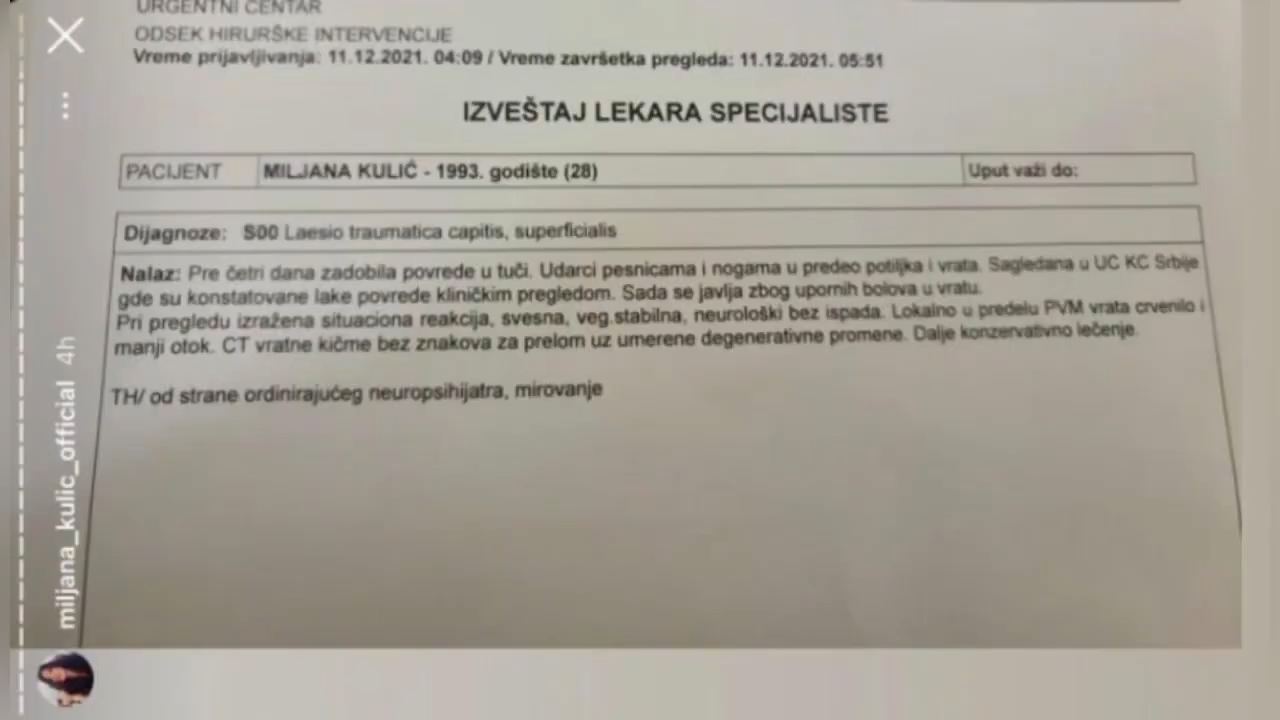 URGENTNI CENTAR
ODSEK HIRURŠKE INTERVENCIJE
Vreme prijavljivanja: 11.12.2021. 04:09 / Vreme završetka pregleda: 11.12.2021. 05:51
IZVEŠTAJ LEKARA SPECIJALISTE
PACIJENT MILJANA KULIĆ - 1993. godište (28) Uput važi do:
Dijagnoze: S00 Laesio traumatica capitis, superficialis
Nalaz: Pre četri dana zadobila povrede u tuči. Udarci pesnicama i nogama u predeo potiljka i vrata. Sagledana u UC KC Srbije
gde su konstatovane lake povrede kliničkim pregledom. Sada se javlja zbog upornih bolova u vratu.
Pri pregledu izražena situaciona reakcija, svesna, veg.stabilna, neurološki bez ispada. Lokalno u predelu PVM vrata crvenilo i
manji otok. CT vratne kičme bez znakova za prelom uz umerene degenerativne promene. Dalje konzervativno lečenje.
TH/ od strane ordinirajućeg neuropsihijatra, mirovanje
miljana_kulic_official 4h